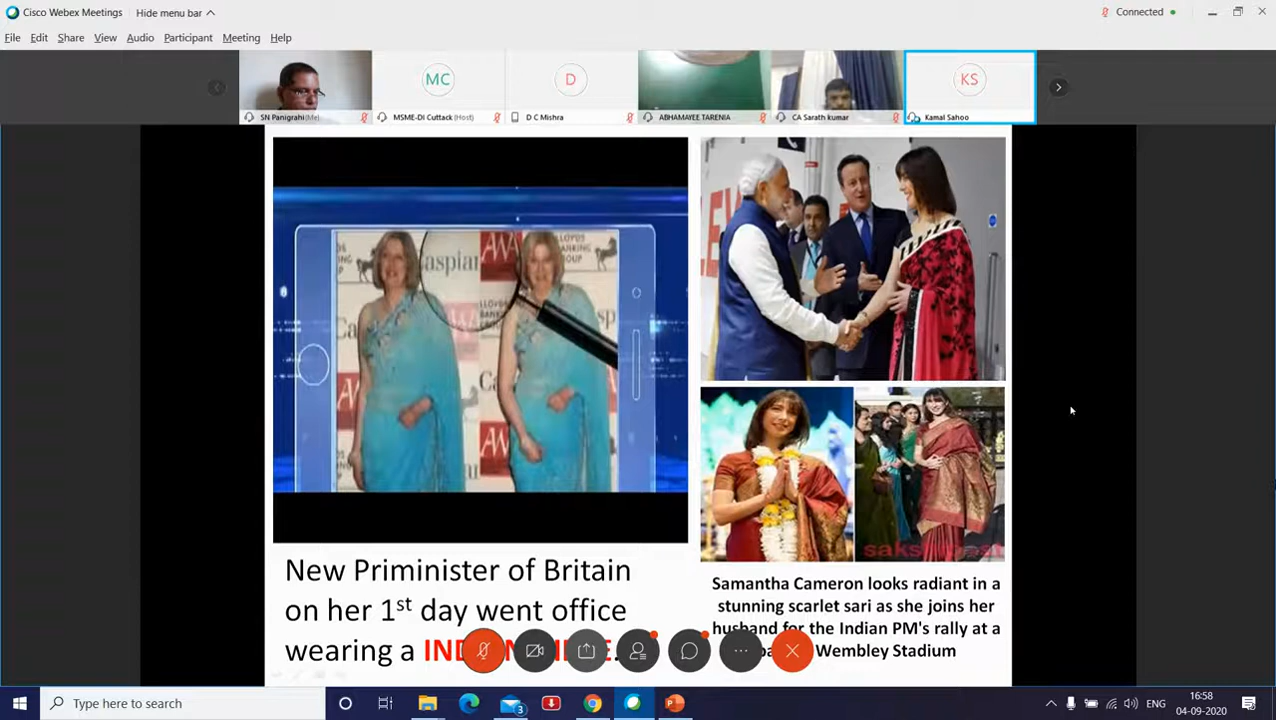 Cisco Webex Meetings
Hide menu bar
Connected
File Edit Share View Audio Participant Meeting Help
MC
D
KS
SN Panigrahi(Me)
MSME-DI Cuttack (Host)
D C Mishra
ABHAMAYEE TARENIA
CA Sarath kumar
Kamal Sahoo
Caspian
New Priminister of Britain
on her 1st day went office
wearing a
Samantha Cameron looks radiant in a
stunning scarlet sari as she joins her
husband for the Indian PM's rally at a
Wembley Stadium
Type here to search
3
ENG
16:58
04-09-2020